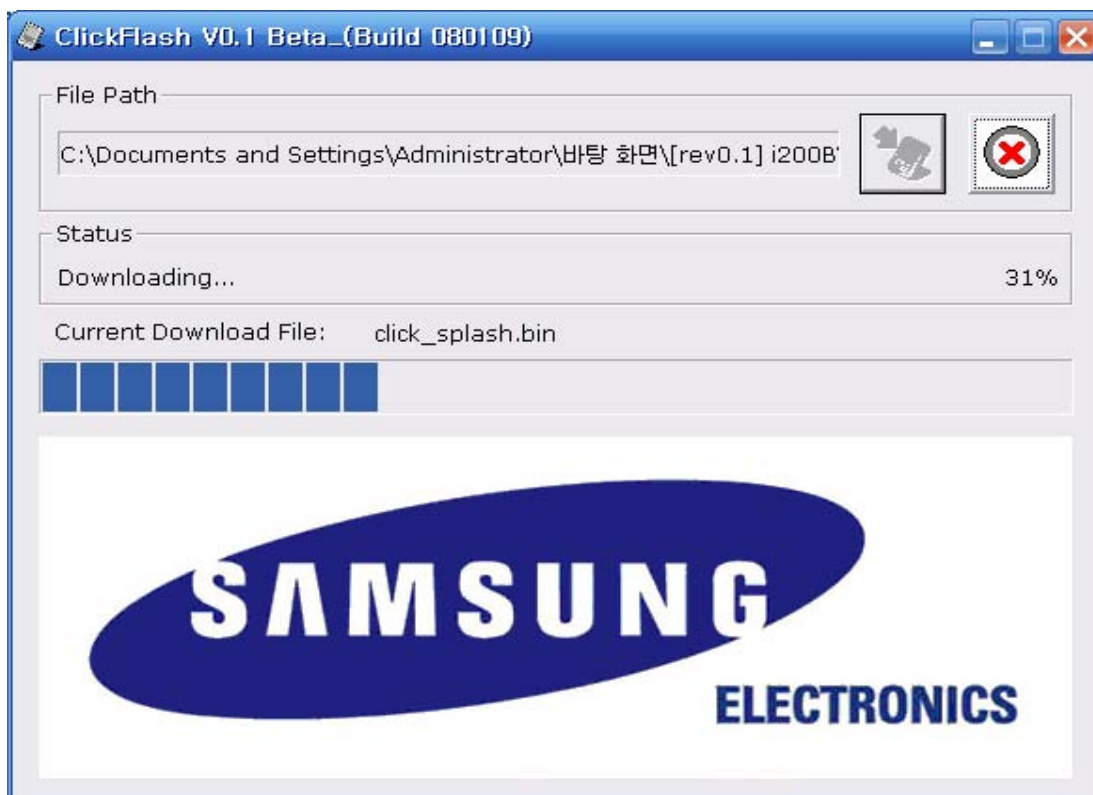 ClickFlash V0.1 Beta_(Build 080109)
File Path
C:\Documents and Settings\Administrator\바탕 화면\[rev0.1] i200B
Status
Downloading... 31%
Current Download File: click_splash.bin
SAMSUNG
ELECTRONICS